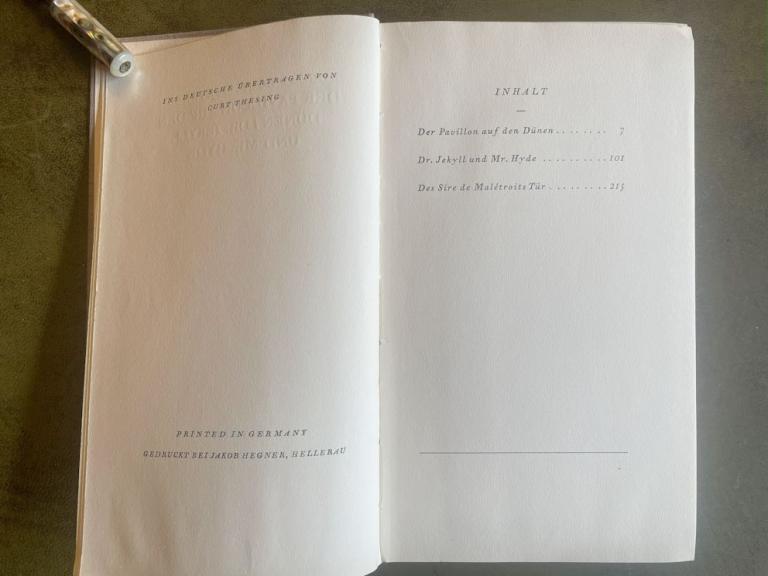 INS DEUTSCHE ÜBERTRAGEN VON
CURT THESING
PRINTED IN GERMANY
GEDRUCKT BEI JAKOB HEGNER, HELLERAU
INHALT
Der Pavillon auf den Dünen . . . . . . . . 7
Dr. Jekyll und Mr. Hyde . . . . . . . . . . 101
Des Sire de Malétroits Tür . . . . . . . . . 215